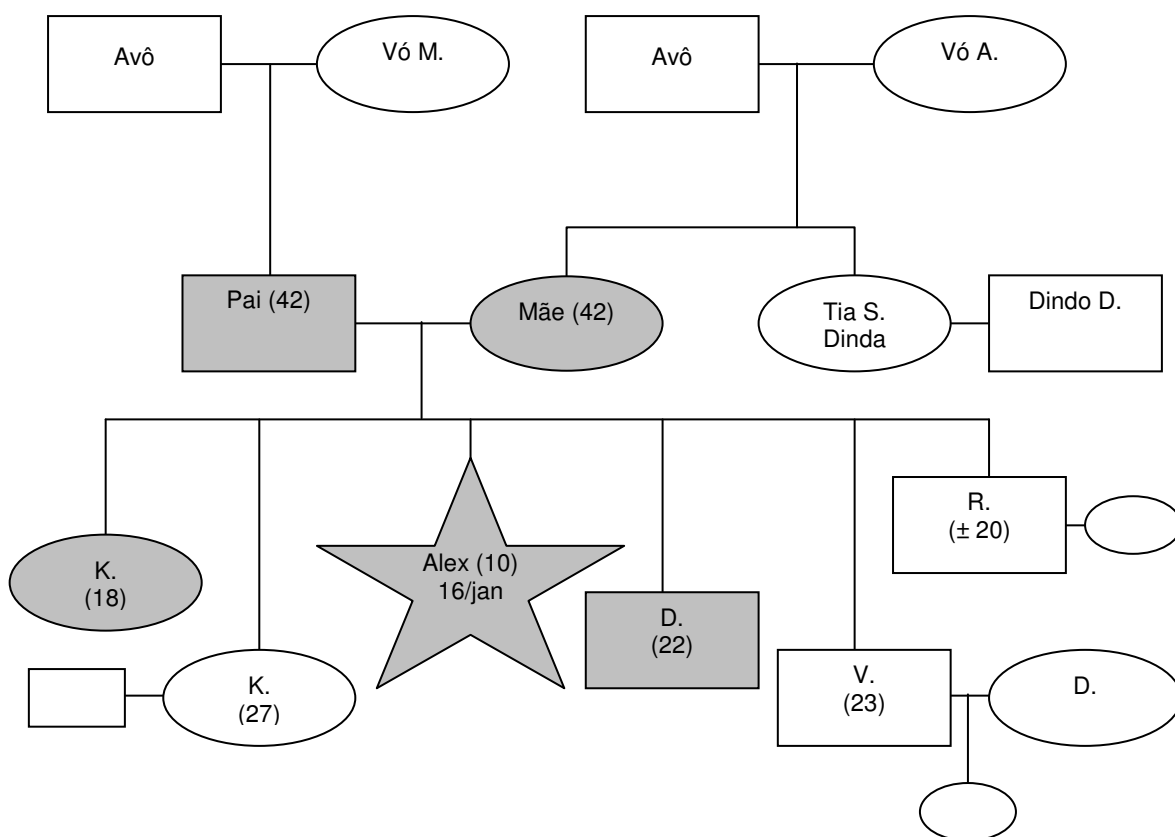 Avô
Vó M.
Avô
Vó A.
Pai (42)
Mãe (42)
Tia S.
Dinda
Dindo D.
K.
(18)
K.
(27)
Alex (10)
16/jan
D.
(22)
V.
(23)
D.
R.
(± 20)